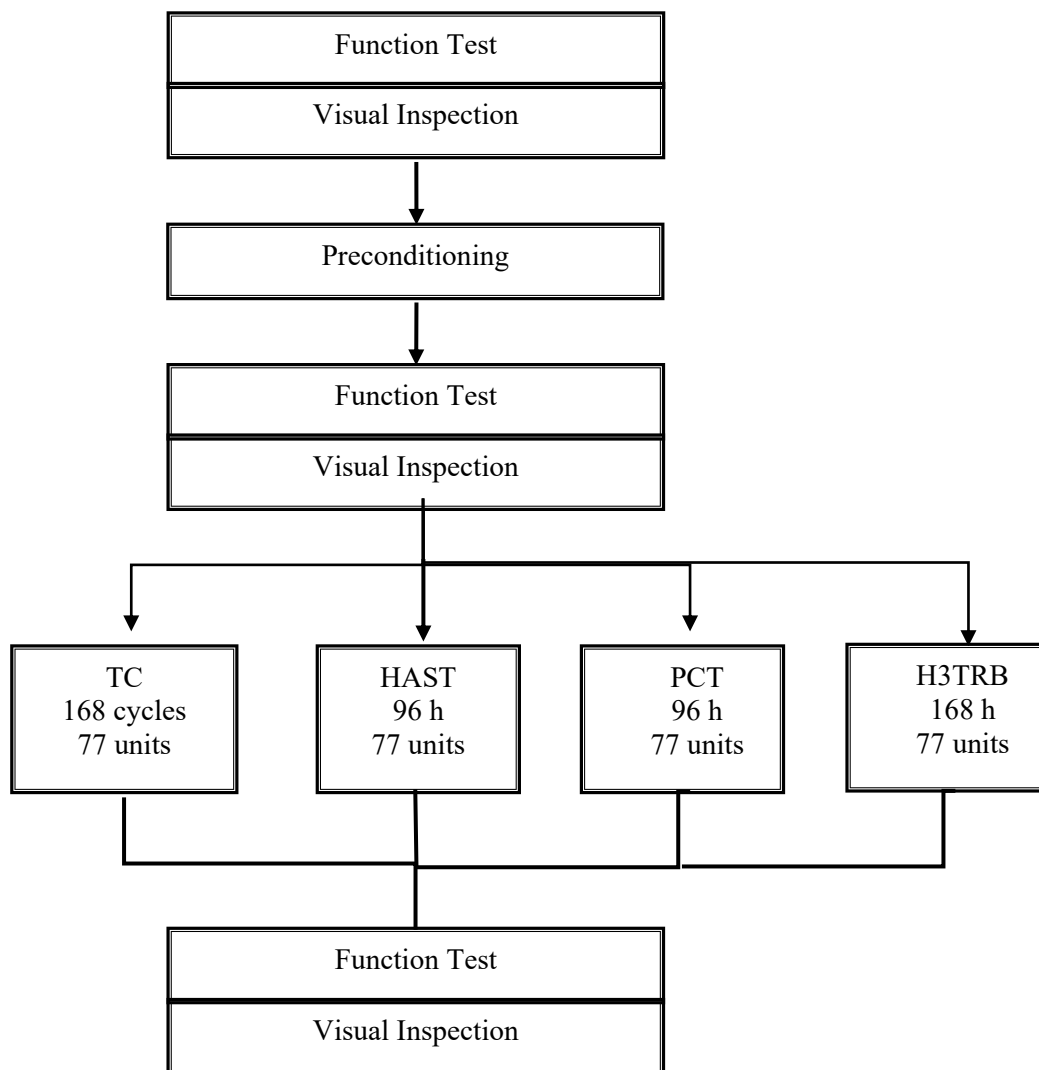 Function Test
Visual Inspection
Preconditioning
Function Test
Visual Inspection
TC
168 cycles
77 units
HAST
96 h
77 units
PCT
96 h
77 units
H3TRB
168 h
77 units
Function Test
Visual Inspection